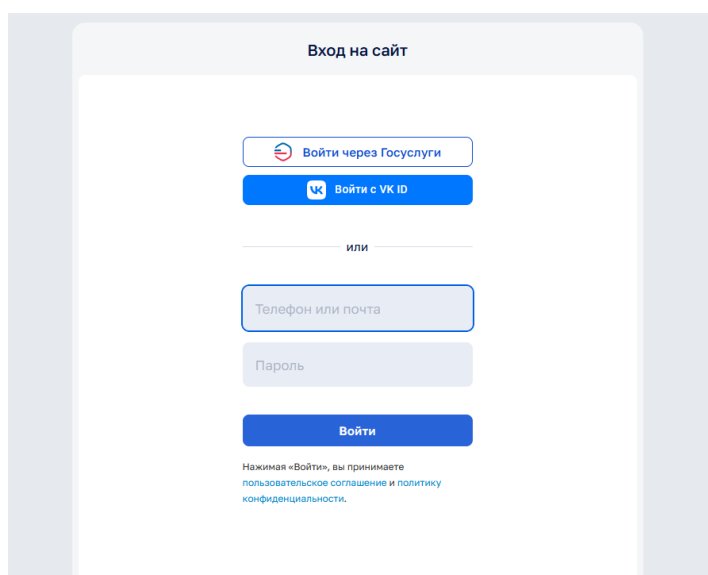 Вход на сайт
Войти через Госуслуги
Войти с VK ID
или
Телефон или почта
Пароль
Войти
Нажимая «Войти», вы принимаете
пользовательское соглашение и политику
конфиденциальности.